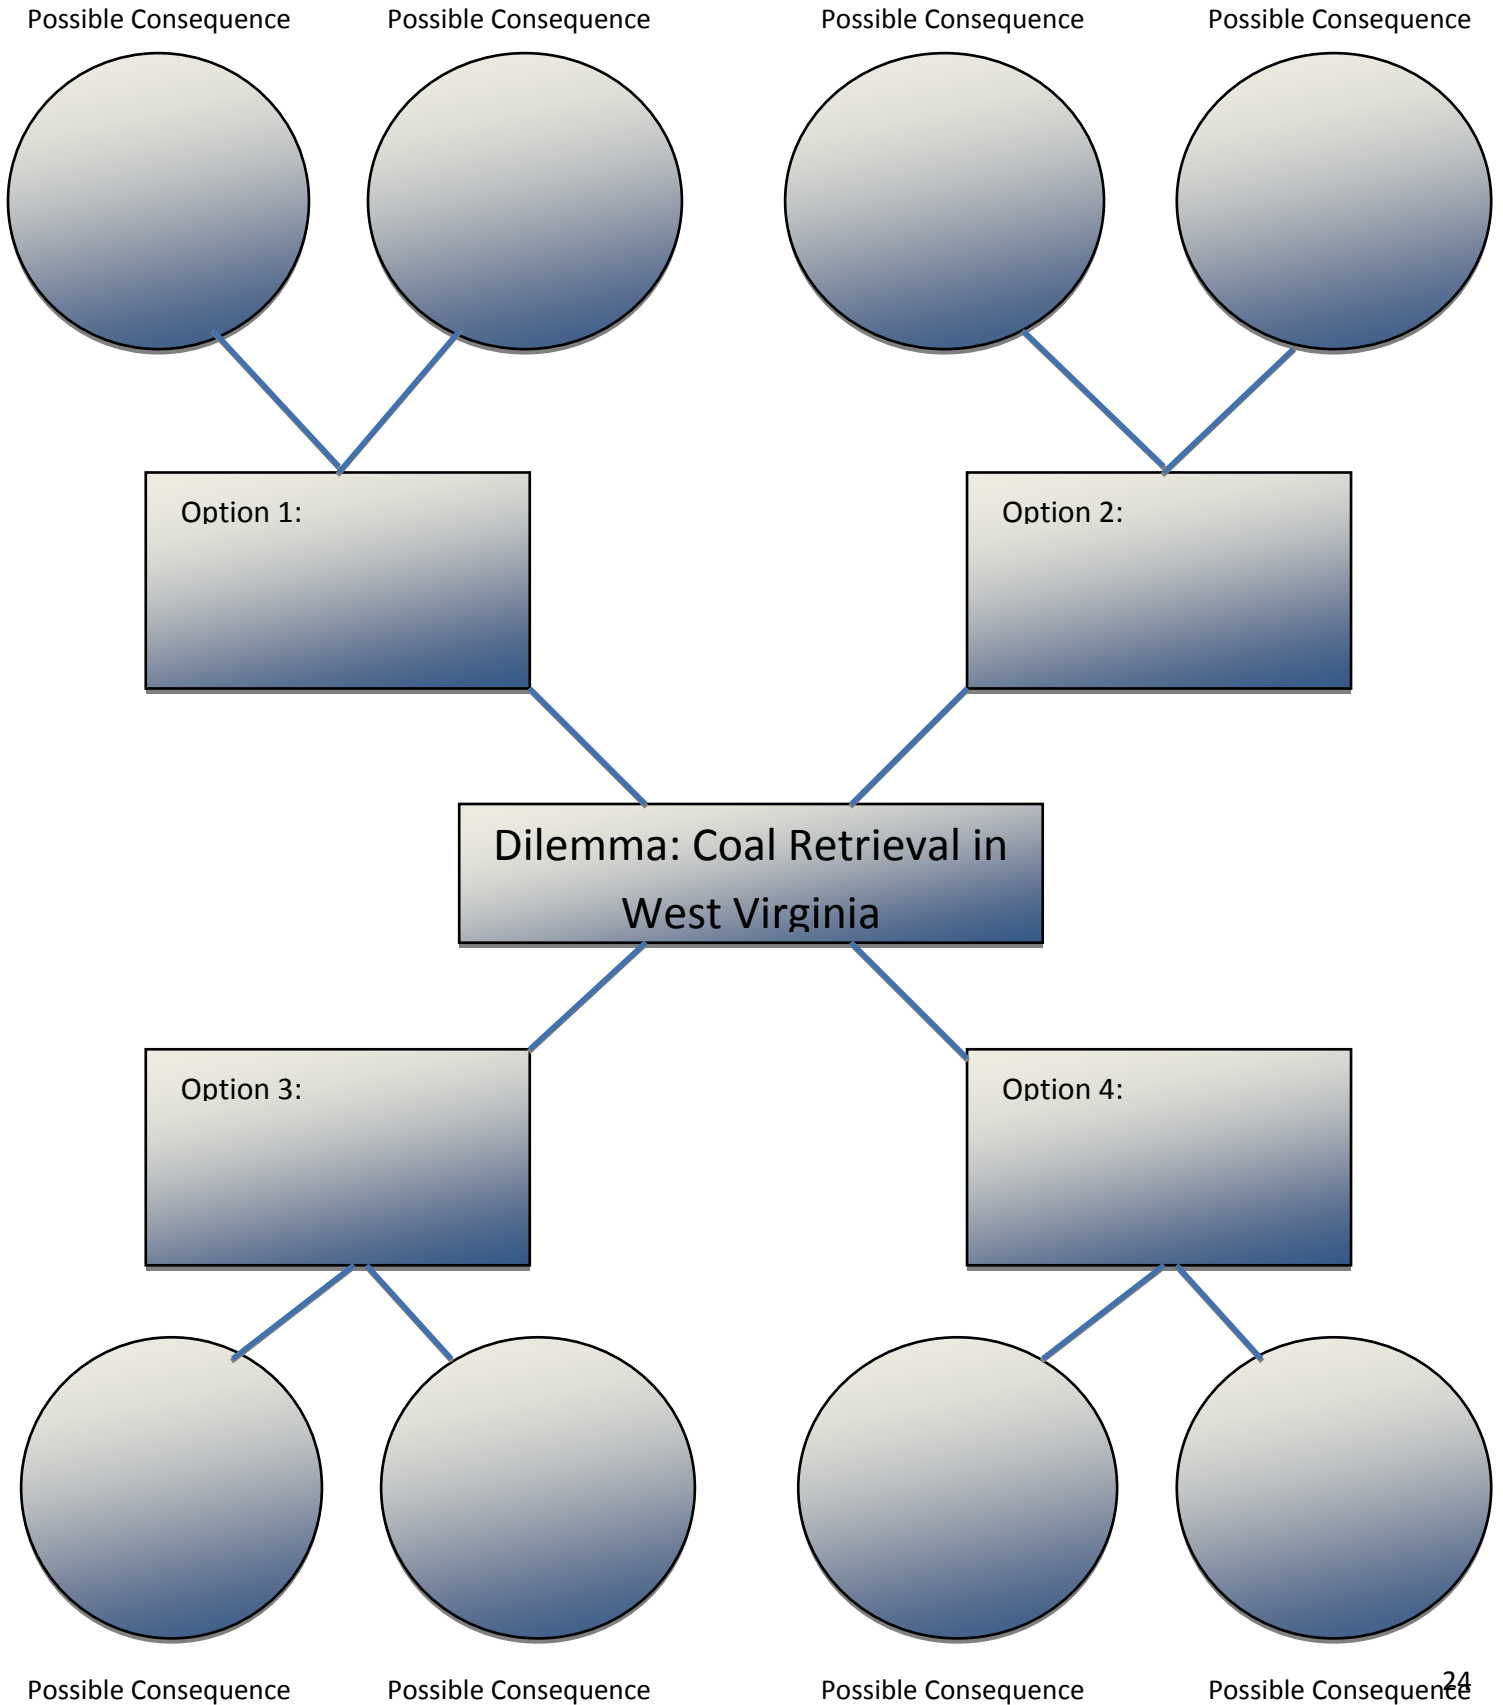 Possible Consequence
Possible Consequence
Possible Consequence
Possible Consequence
Option 1:
Option 2:
Dilemma: Coal Retrieval in
West Virginia
Option 3:
Option 4:
Possible Consequence
Possible Consequence
Possible Consequence
Possible Consequence
24